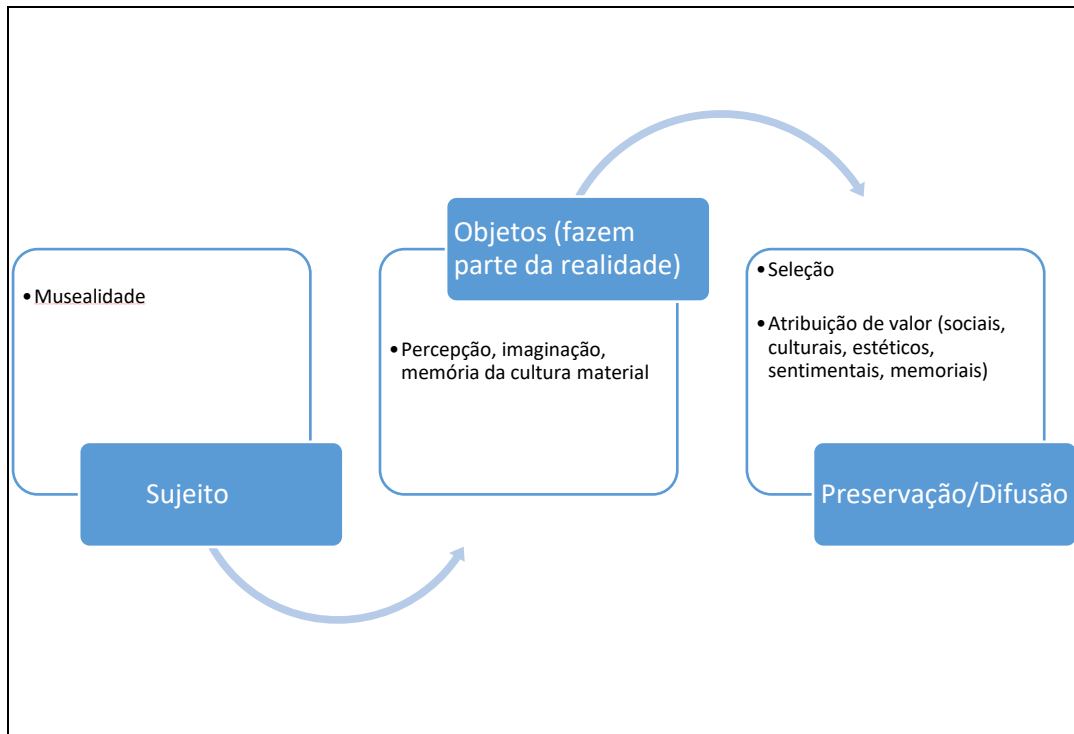 •Musealidade
Sujeito
Objetos (fazem
parte da realidade)
•Percepção, imaginação,
memória da cultura material
•Seleção
•Atribuição de valor (sociais,
culturais, estéticos,
sentimentais, memoriais)
Preservação/Difusão